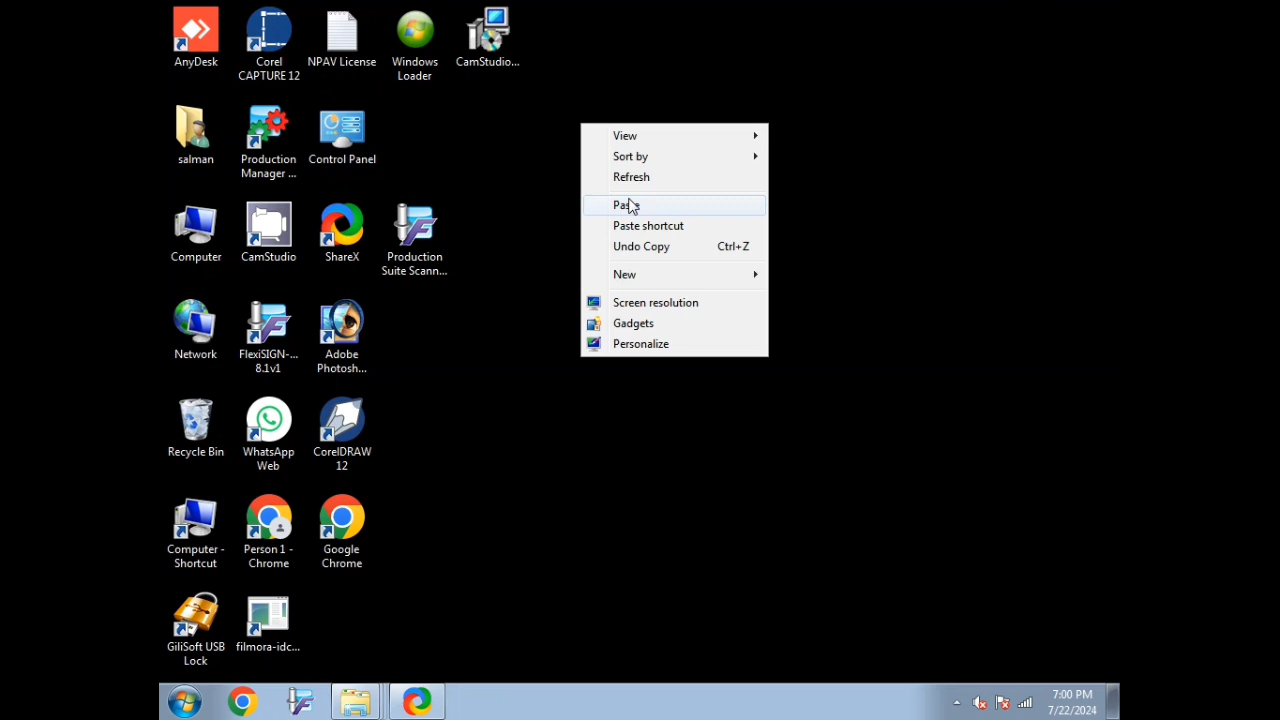 AnyDesk
Corel
CAPTURE 12
NPAV License
Windows
Loader
CamStudio...
salman
Production
Manager ...
Control Panel
Computer
CamStudio
ShareX
Production
Suite Scann...
Network
FlexiSIGN-...
8.1v1
Adobe
Photosh...
Recycle Bin
WhatsApp
Web
CorelDRAW
12
Computer -
Shortcut
Person 1 -
Chrome
Google
Chrome
GiliSoft USB
Lock
filmora-idc...
View
Sort by
Refresh
Paste
Paste shortcut
Undo Copy Ctrl+Z
New
Screen resolution
Gadgets
Personalize
7:00 PM
7/22/2024